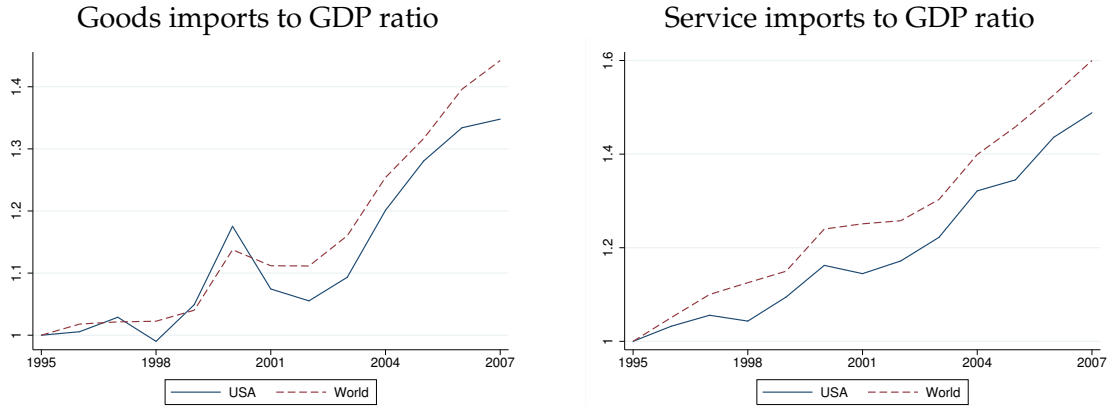 Goods imports to GDP ratio
1.4
1.3
1.2
1.1
1
1995 1998 2001 2004 2007
USA World
Service imports to GDP ratio
1.6
1.4
1.2
1
1995 1998 2001 2004 2007
USA World